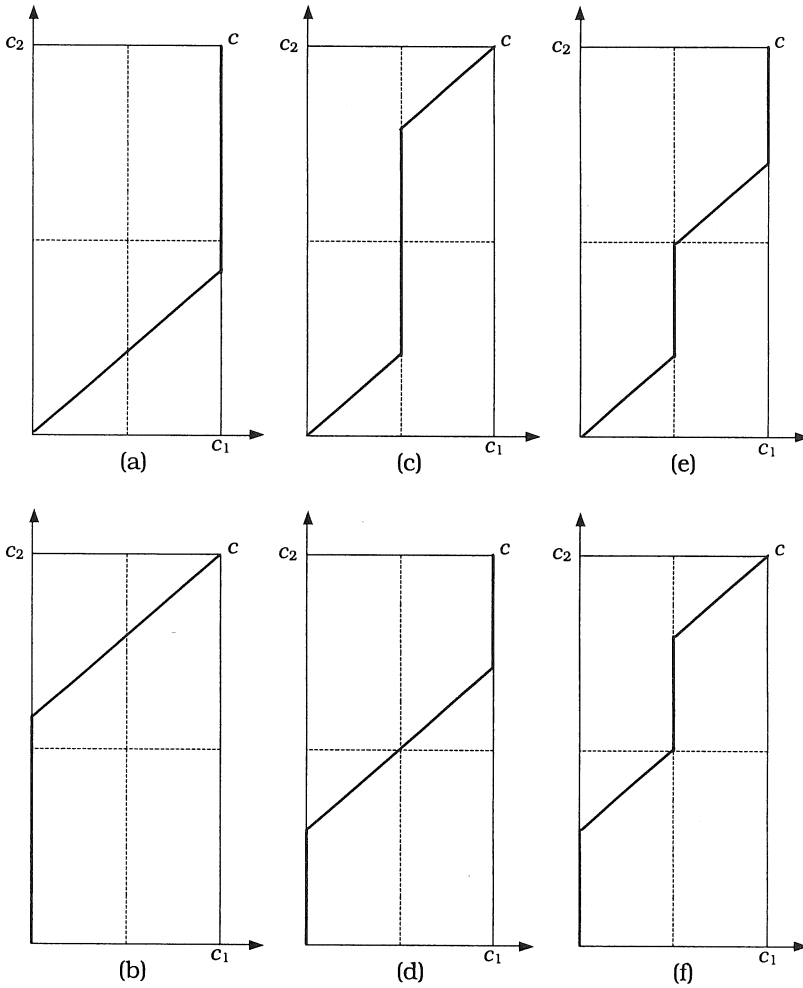 c₂ c c₂ c c₂ c
c₁ c₁ c₁
(a) (c) (e)
c₂ c c₂ c c₂ c
c₁ c₁ c₁
(b) (d) (f)